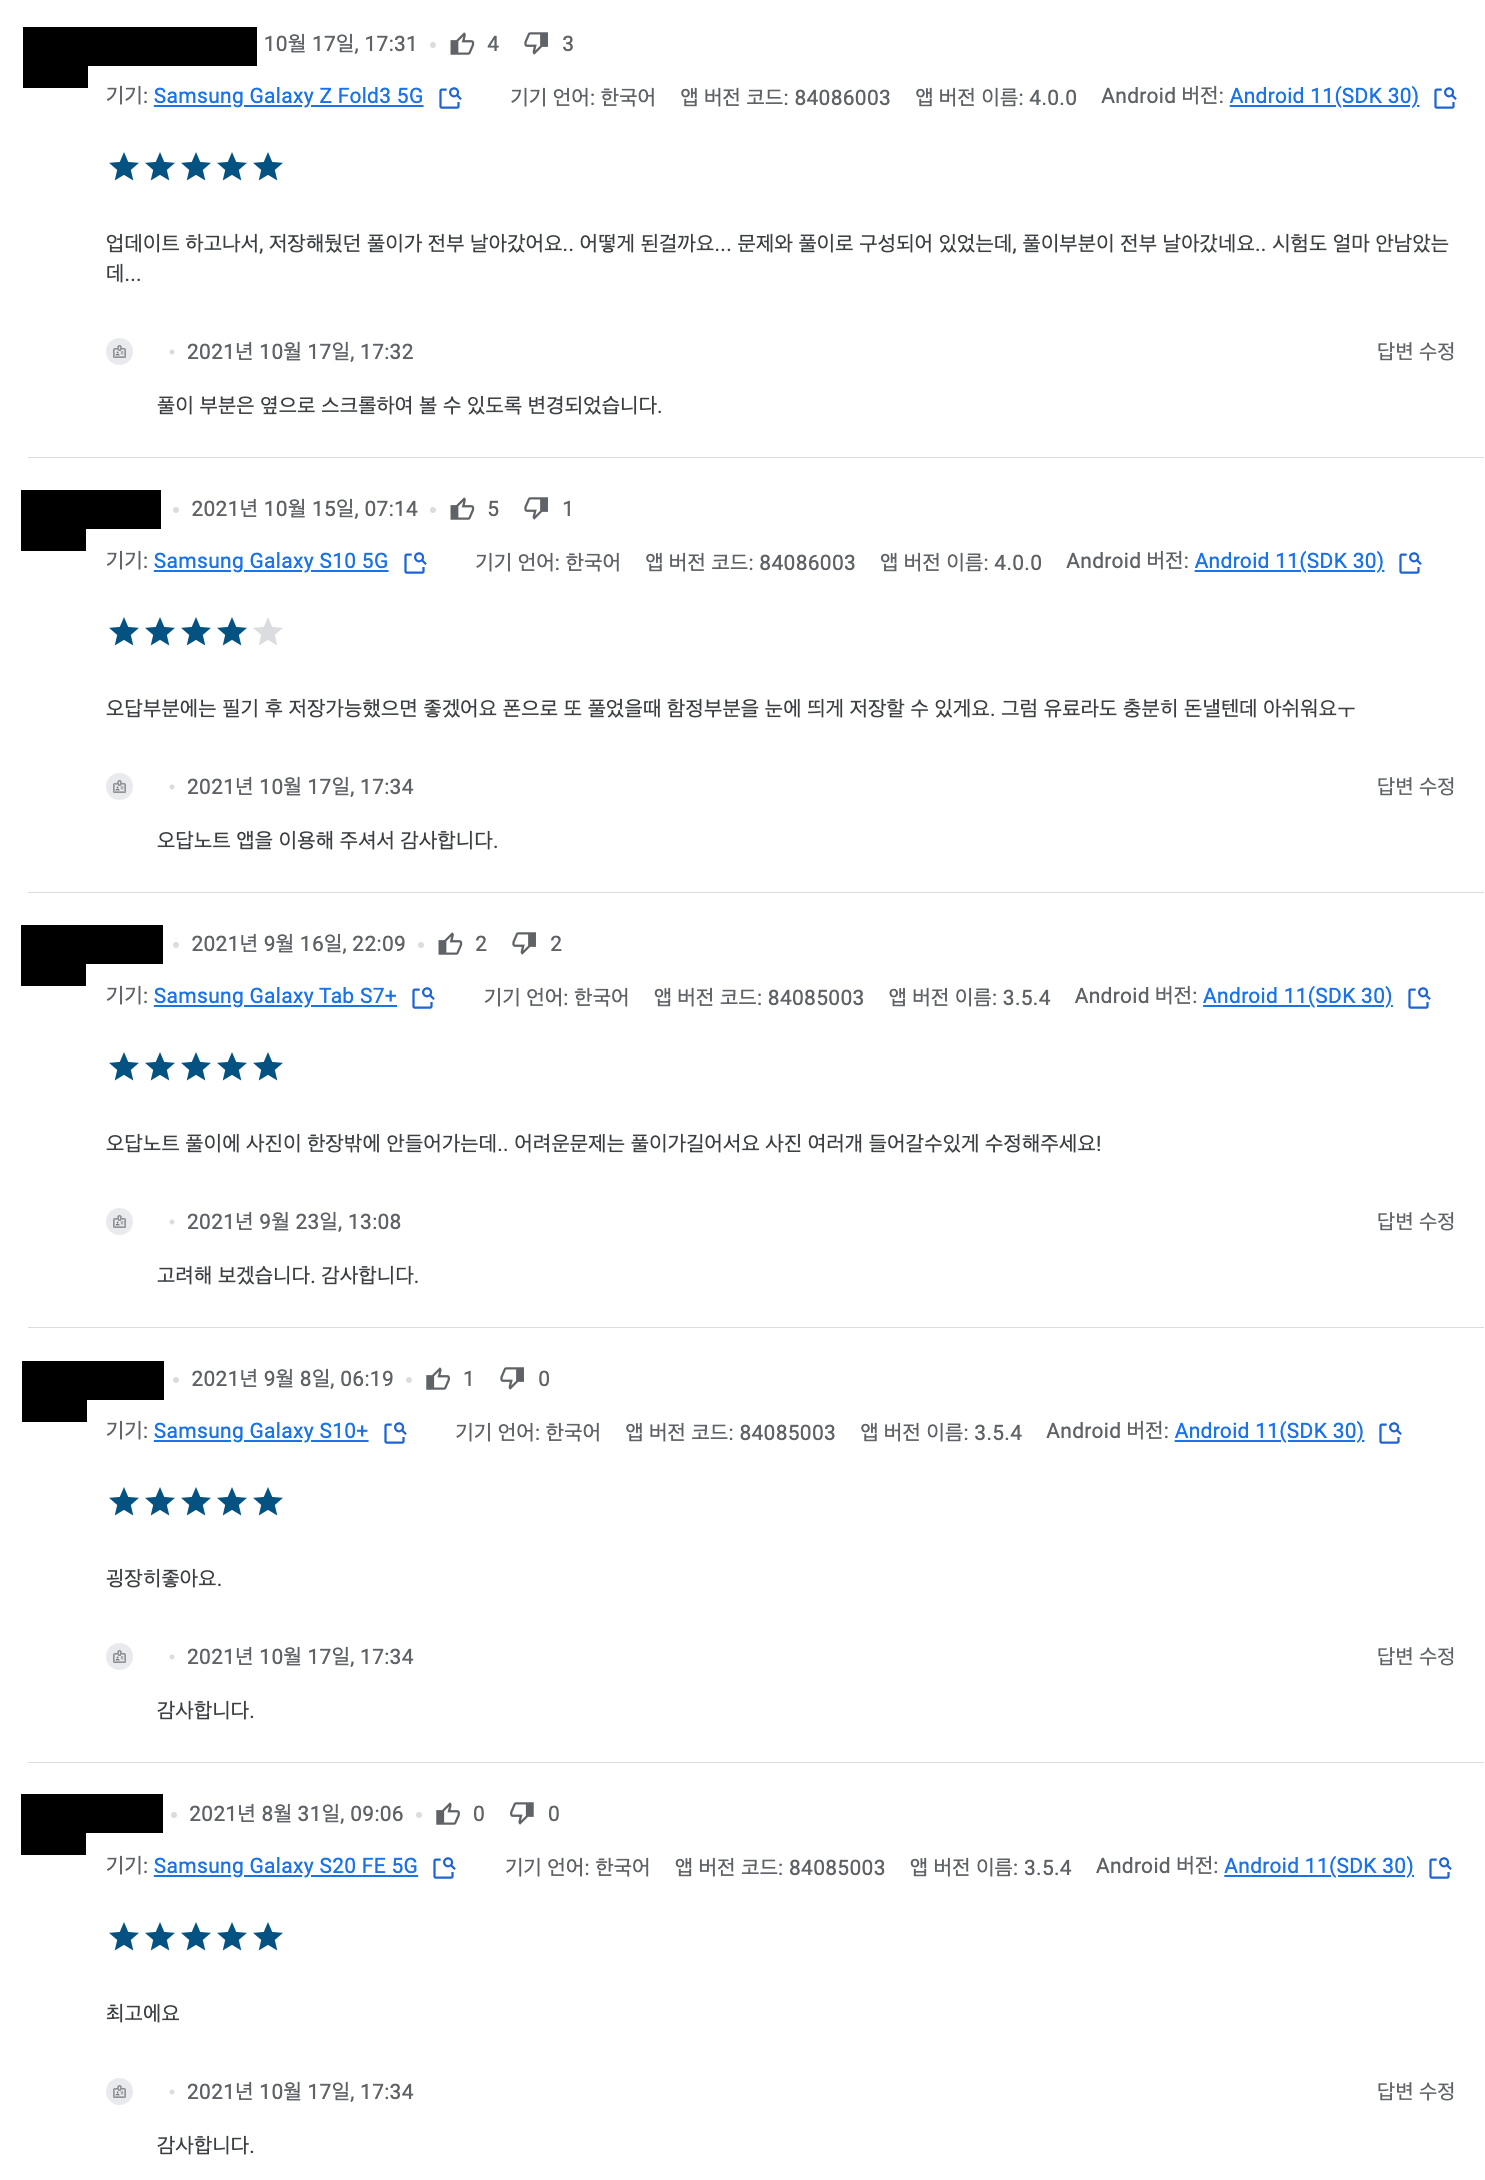 10월 17일, 17:31 • 4 3
기기: Samsung Galaxy Z Fold3 5G 기기 언어: 한국어 앱 버전 코드: 84086003 앱 버전 이름: 4.0.0 Android 버전: Android 11(SDK 30)
업데이트 하고나서, 저장해뒀던 풀이가 전부 날아갔어요.. 어떻게 된걸까요... 문제와 풀이로 구성되어 있었는데, 풀이부분이 전부 날아갔네요.. 시험도 얼마 안남았는
데...
• 2021년 10월 17일, 17:32 답변 수정
풀이 부분은 옆으로 스크롤하여 볼 수 있도록 변경되었습니다.
• 2021년 10월 15일, 07:14 • 5 1
기기: Samsung Galaxy S10 5G 기기 언어: 한국어 앱 버전 코드: 84086003 앱 버전 이름: 4.0.0 Android 버전: Android 11(SDK 30)
오답부분에는 필기 후 저장가능했으면 좋겠어요 폰으로 또 풀었을때 함정부분을 눈에 띄게 저장할 수 있게요. 그럼 유료라도 충분히 돈낼텐데 아쉬워요ㅜ
• 2021년 10월 17일, 17:34 답변 수정
오답노트 앱을 이용해 주셔서 감사합니다.
• 2021년 9월 16일, 22:09 • 2 2
기기: Samsung Galaxy Tab S7+ 기기 언어: 한국어 앱 버전 코드: 84085003 앱 버전 이름: 3.5.4 Android 버전: Android 11(SDK 30)
오답노트 풀이에 사진이 한장밖에 안들어가는데.. 어려운문제는 풀이가길어서요 사진 여러개 들어갈수있게 수정해주세요!
• 2021년 9월 23일, 13:08 답변 수정
고려해 보겠습니다. 감사합니다.
• 2021년 9월 8일, 06:19 • 1 0
기기: Samsung Galaxy S10+ 기기 언어: 한국어 앱 버전 코드: 84085003 앱 버전 이름: 3.5.4 Android 버전: Android 11(SDK 30)
굉장히좋아요.
• 2021년 10월 17일, 17:34 답변 수정
감사합니다.
• 2021년 8월 31일, 09:06 • 0 0
기기: Samsung Galaxy S20 FE 5G 기기 언어: 한국어 앱 버전 코드: 84085003 앱 버전 이름: 3.5.4 Android 버전: Android 11(SDK 30)
최고에요
• 2021년 10월 17일, 17:34 답변 수정
감사합니다.